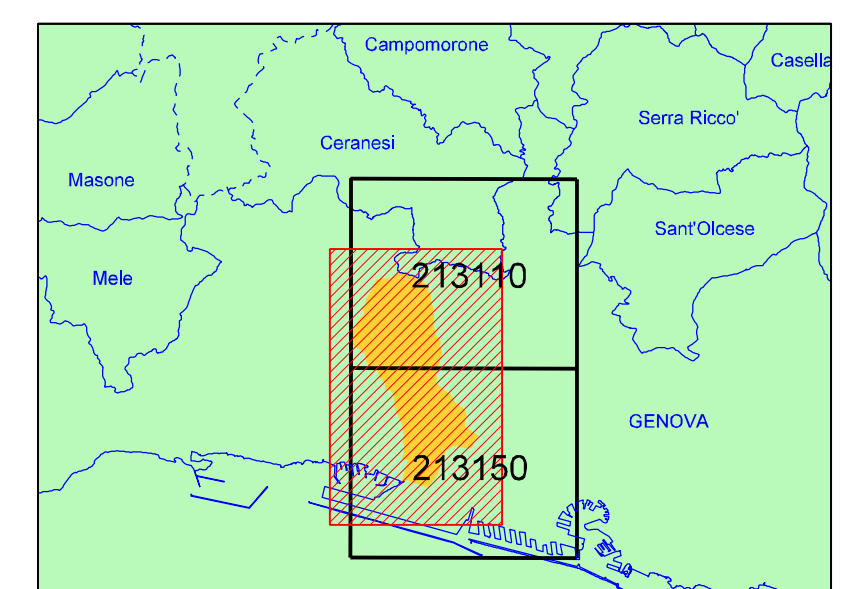 Campomorone
Casella
Serra Ricco'
Ceranesi
Masone
Sant'Olcese
Mele
213110
GENOVA
213150